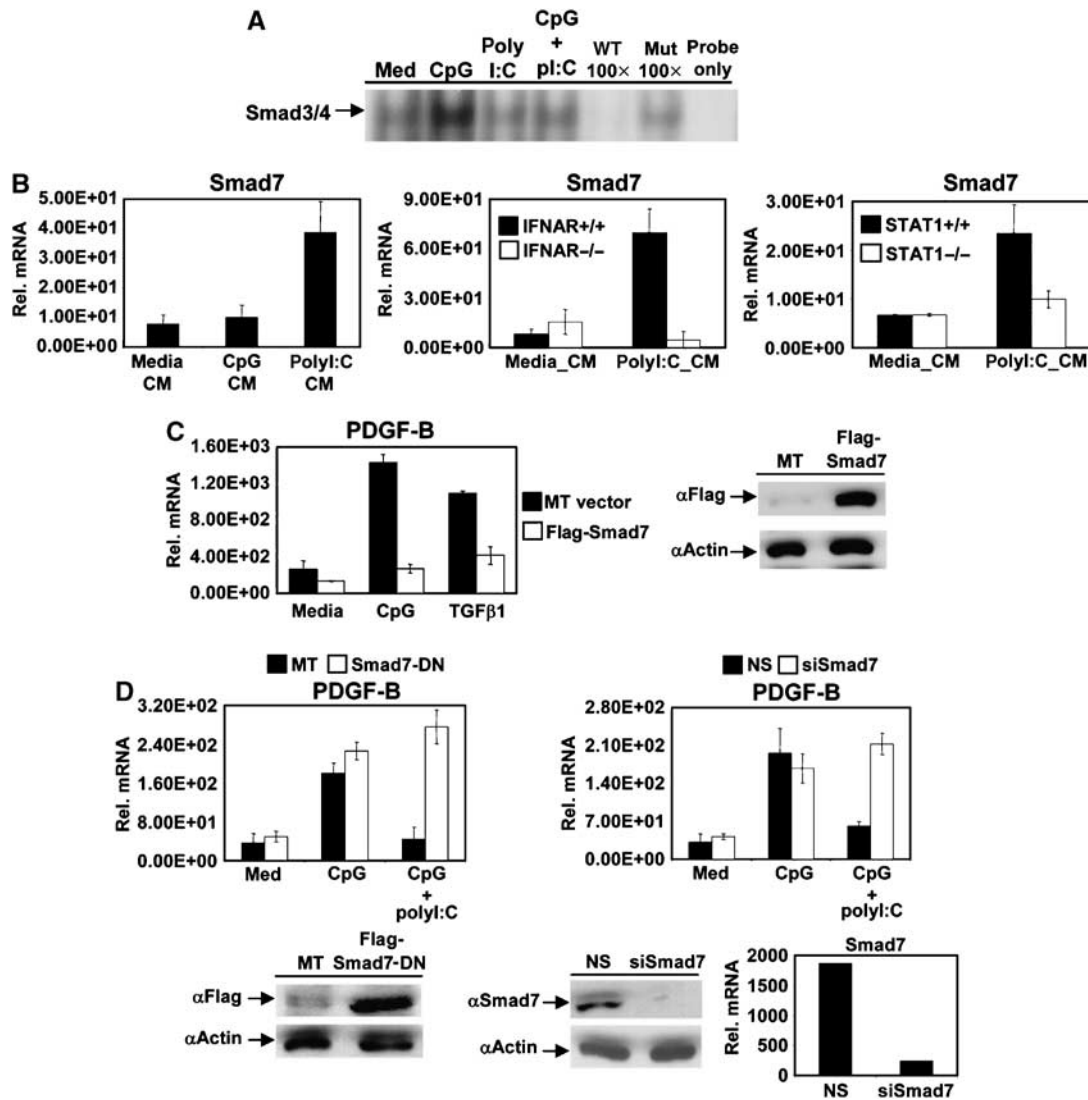 A
Med CpG Poly I:C CpG + pI:C WT 100× Mut 100× Probe only
Smad3/4
B
Smad7
Rel. mRNA
5.00E+01
4.00E+01
3.00E+01
2.00E+01
1.00E+01
0.00E+00
Media CM
CpG CM
PolyI:C CM
Smad7
Rel. mRNA
9.00E+01
6.00E+01
3.00E+01
0.00E+00
IFNAR+/+
IFNAR−/−
Media_CM
PolyI:C_CM
Smad7
Rel. mRNA
3.00E+01
2.00E+01
1.00E+01
0.00E+00
STAT1+/+
STAT1−/−
Media_CM
PolyI:C_CM
C
PDGF-B
Rel. mRNA
1.60E+03
1.20E+03
8.00E+02
4.00E+02
0.00E+00
Media
CpG
TGFβ1
MT vector
Flag-Smad7
MT
Flag-
Smad7
αFlag
αActin
D
MT
Smad7-DN
PDGF-B
Rel. mRNA
3.20E+02
2.40E+02
1.60E+02
8.00E+01
0.00E+00
Med
CpG
CpG
+
polyI:C
NS
siSmad7
PDGF-B
Rel. mRNA
2.80E+02
2.10E+02
1.40E+02
7.00E+01
0.00E+00
Med
CpG
CpG
+
polyI:C
Flag-
MT Smad7-DN
αFlag
αActin
NS siSmad7
αSmad7
αActin
Smad7
Rel. mRNA
2000
1500
1000
500
0
NS
siSmad7